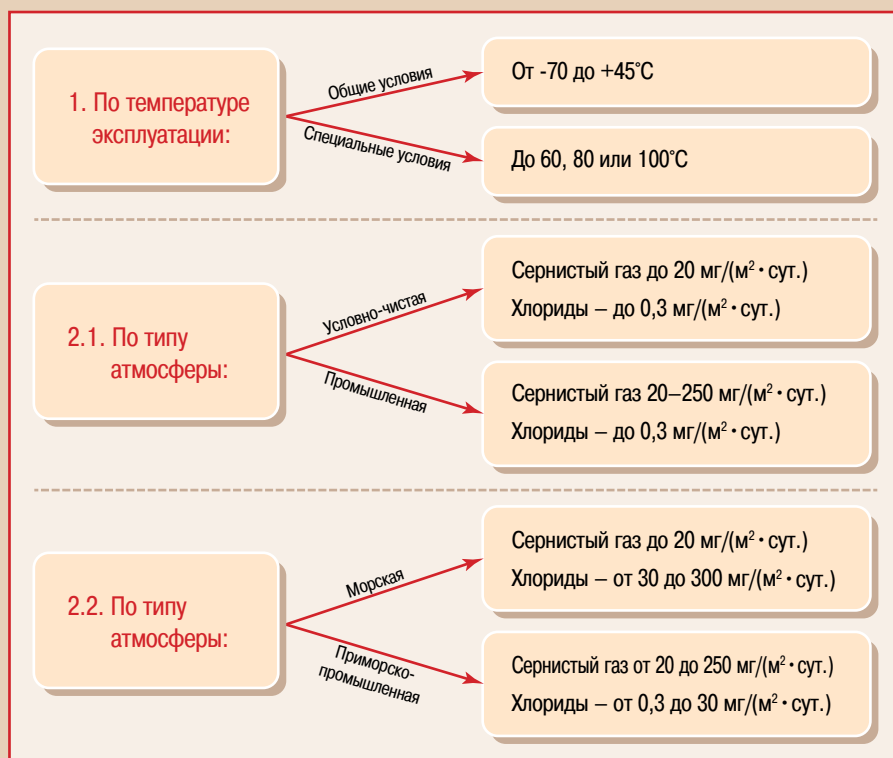 1. По температуре
эксплуатации:
Общие условия
От -70 до +45°C
Специальные условия
До 60, 80 или 100°C
2.1. По типу
атмосферы:
Условно-чистая
Сернистый газ до 20 мг/(м² · сут.)
Хлориды – до 0,3 мг/(м² · сут.)
Промышленная
Сернистый газ 20–250 мг/(м² · сут.)
Хлориды – до 0,3 мг/(м² · сут.)
2.2. По типу
атмосферы:
Морская
Сернистый газ до 20 мг/(м² · сут.)
Хлориды – от 30 до 300 мг/(м² · сут.)
Приморско-
промышленная
Сернистый газ от 20 до 250 мг/(м² · сут.)
Хлориды – от 0,3 до 30 мг/(м² · сут.)